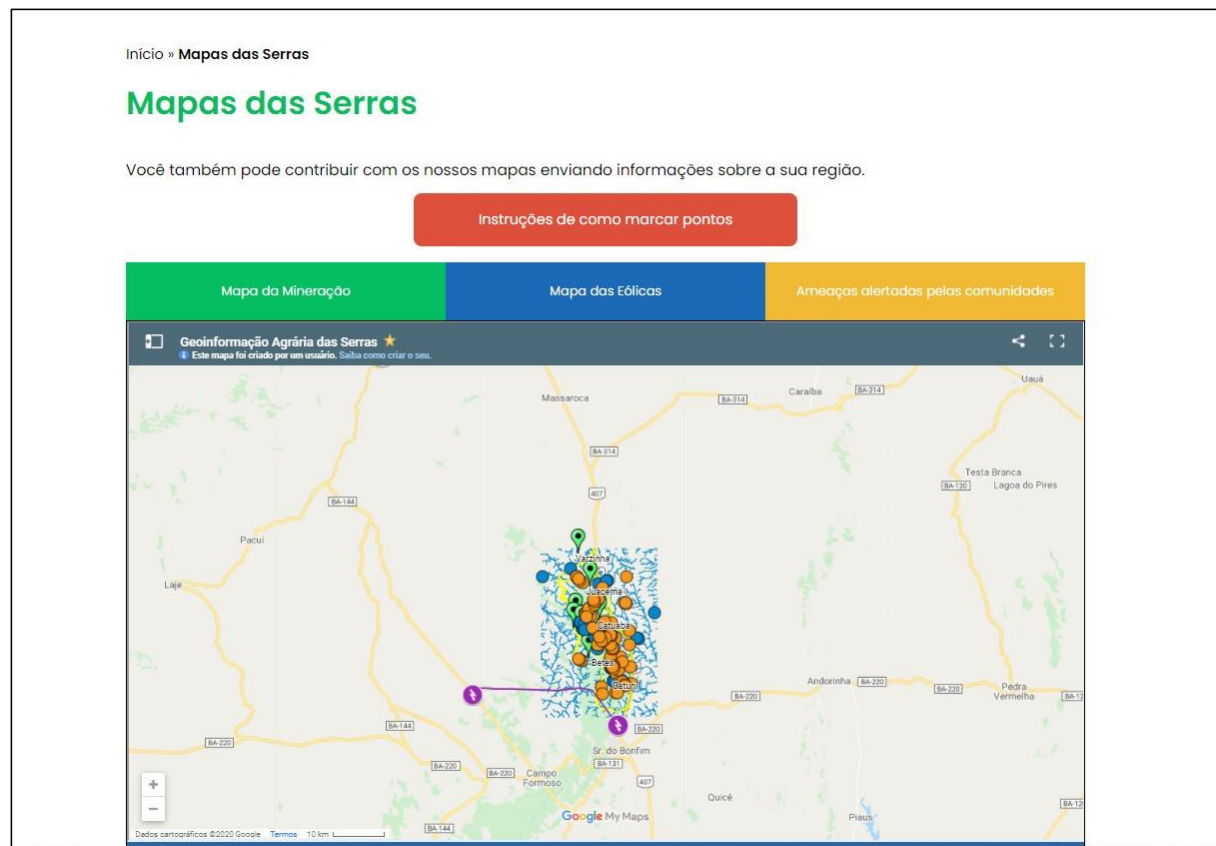 Início » Mapas das Serras
Mapas das Serras
Você também pode contribuir com os nossos mapas enviando informações sobre a sua região.
Instruções de como marcar pontos
Mapa da Mineração
Mapa das Eólicas
Ameaças alertadas pelas comunidades
Geoinformação Agrária das Serras
Este mapa foi criado por um usuário. Saiba como criar o seu.
Uauá
Caraíba
BA-314
Massaroca
BA-314
BA-314
Testa Branca
BA-120
Lagoa do Pires
407
BA-144
Pacuí
Varzinha
Laje
Juacema
Catuaba
Betes
Gatuni
Andorinha
BA-220
BA-220
Pedra
Vermelha
BA-12
BA-220
BA-144
BA-220
BA-220
Sr. do Bonfim
BA-131
BA-220
BA-220
Campo
Formoso
407
Quicé
BA-12
Google My Maps
Piaus
BA-144
Dados cartográficos ©2020 Google
Termos
10 km